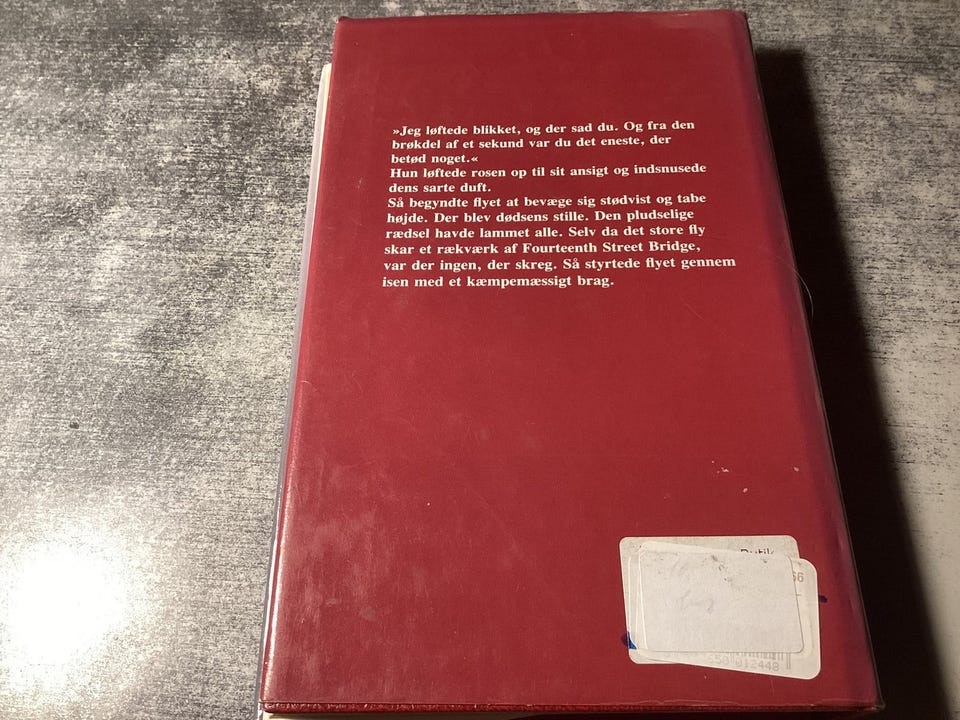 »Jeg løftede blikket, og der sad du. Og fra den
brøkdel af et sekund var du det eneste, der
betød noget.«
Hun løftede rosen op til sit ansigt og indsnusede
dens sarte duft.
Så begyndte flyet at bevæge sig stødvist og tabe
højde. Der blev dødsens stille. Den pludselige
rædsel havde lammet alle. Selv da det store fly
skar et rækværk af Fourteenth Street Bridge,
var der ingen, der skreg. Så styrtede flyet gennem
isen med et kæmpemæssigt brag.
66
012448